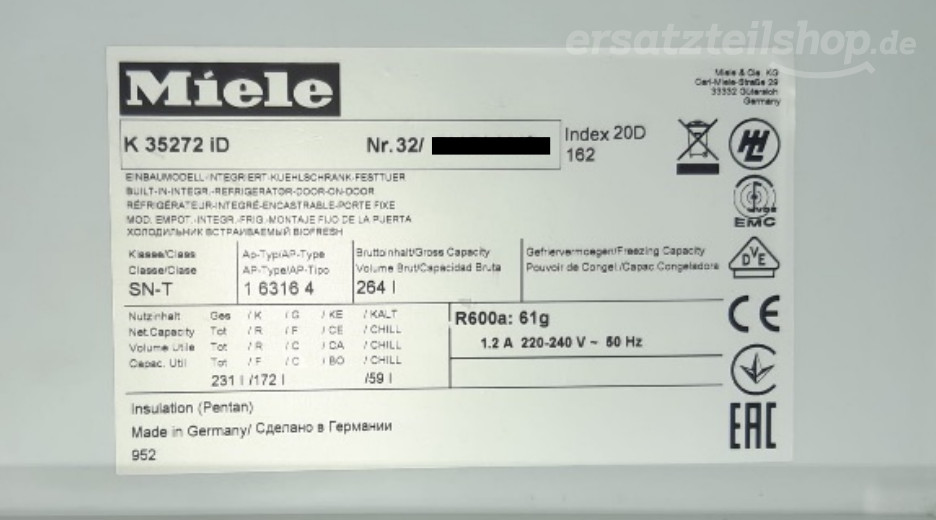 ersatzteilshop.de
Miele & Cie. KG
Carl-Miele-Straße 29
33332 Gütersloh
Germany
Miele
K 35272 iD Nr.32/ Index 20D
162
EINBAUMODELL-INTEGRIERT-KUEHLSCHRANK-FESTTUER
BUILT-IN-INTEGR.-REFRIGERATOR-DOOR-ON-DOOR
RÉFRIGÉRATEUR-INTEGRÉ-ENCASTRABLE-PORTE FIXE
MOD. EMPOT.-INTEGR.-FRIG.-MONTAJE FIJO DE LA PUERTA
ХОЛОДИЛЬНИК ВСТРАИВАЕМЫЙ BIOFRESH
VDE
EMC
Klasse/Class Ap-Typ/AP-Type Bruttoinhalt/Gross Capacity Gefriervermoegen/Freezing Capacity
Classe/Clase AP-Type/AP-Tipo Volume Brut/Capacidad Bruta Pouvoir de Congel./Capac.Congeladora
SN-T 1 6316 4 264 l
DVE
Nutzinhalt Ges / K / G / KE / KALT
Net.Capacity Tot / R / F / CE / CHILL
Volume Utile Tot / R / C / CA / CHILL
Capac. Util Tot / F / C / BO / CHILL
231 l /172 l /59 l
R600a: 61g
1.2 A 220-240 V ~ 50 Hz
CE
EAC
Insulation (Pentan)
Made in Germany/ Сделано в Германии
952